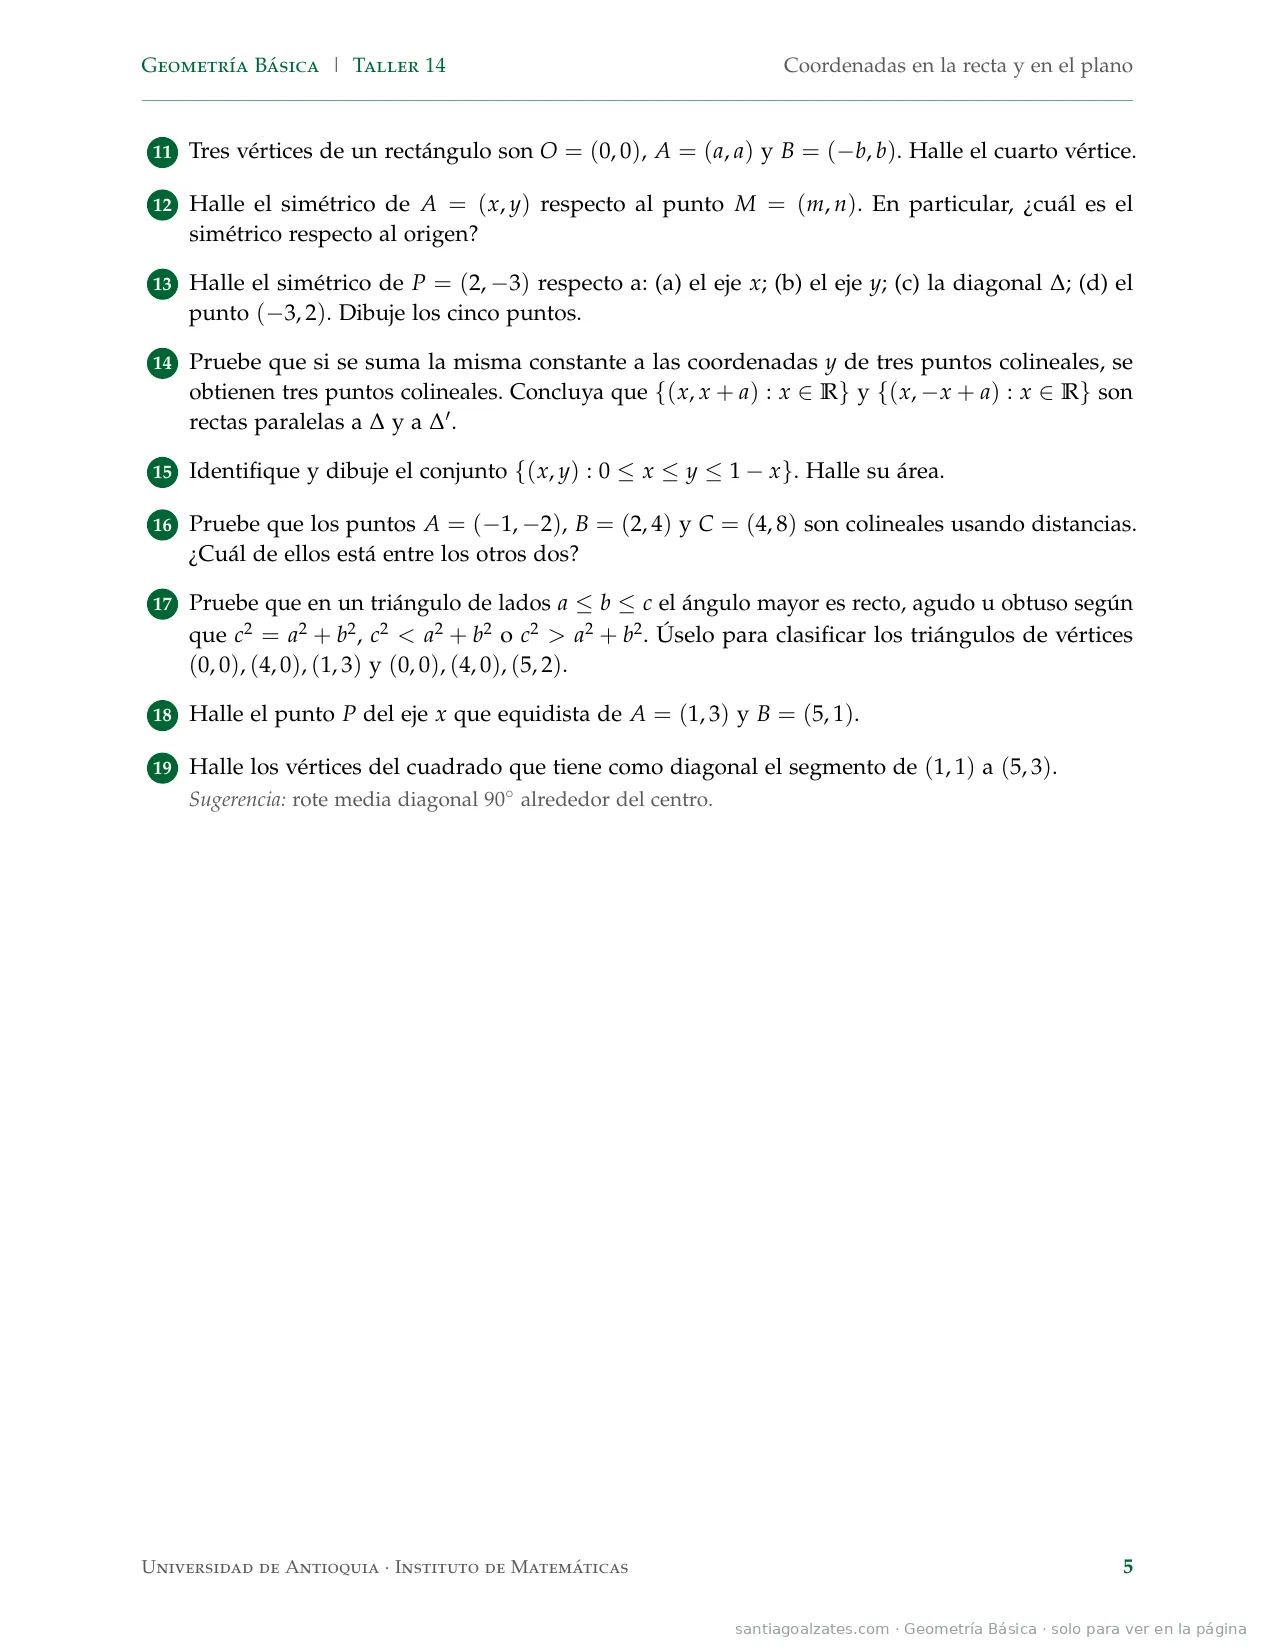 Geometría Básica | Taller 14 Coordenadas en la recta y en el plano
11 Tres vértices de un rectángulo son O = (0, 0), A = (a, a) y B = (−b, b). Halle el cuarto vértice.
12 Halle el simétrico de A = (x, y) respecto al punto M = (m, n). En particular, ¿cuál es el
simétrico respecto al origen?
13 Halle el simétrico de P = (2, −3) respecto a: (a) el eje x; (b) el eje y; (c) la diagonal Δ; (d) el
punto (−3, 2). Dibuje los cinco puntos.
14 Pruebe que si se suma la misma constante a las coordenadas y de tres puntos colineales, se
obtienen tres puntos colineales. Concluya que {(x, x + a) : x ∈ ℝ} y {(x, −x + a) : x ∈ ℝ} son
rectas paralelas a Δ y a Δ′.
15 Identifique y dibuje el conjunto {(x, y) : 0 ≤ x ≤ y ≤ 1 − x}. Halle su área.
16 Pruebe que los puntos A = (−1, −2), B = (2, 4) y C = (4, 8) son colineales usando distancias.
¿Cuál de ellos está entre los otros dos?
17 Pruebe que en un triángulo de lados a ≤ b ≤ c el ángulo mayor es recto, agudo u obtuso según
que c² = a² + b², c² < a² + b² o c² > a² + b². Úselo para clasificar los triángulos de vértices
(0, 0), (4, 0), (1, 3) y (0, 0), (4, 0), (5, 2).
18 Halle el punto P del eje x que equidista de A = (1, 3) y B = (5, 1).
19 Halle los vértices del cuadrado que tiene como diagonal el segmento de (1, 1) a (5, 3).
Sugerencia: rote media diagonal 90° alrededor del centro.
Universidad de Antioquia · Instituto de Matemáticas 5
santiagoalzates.com · Geometría Básica · solo para ver en la página